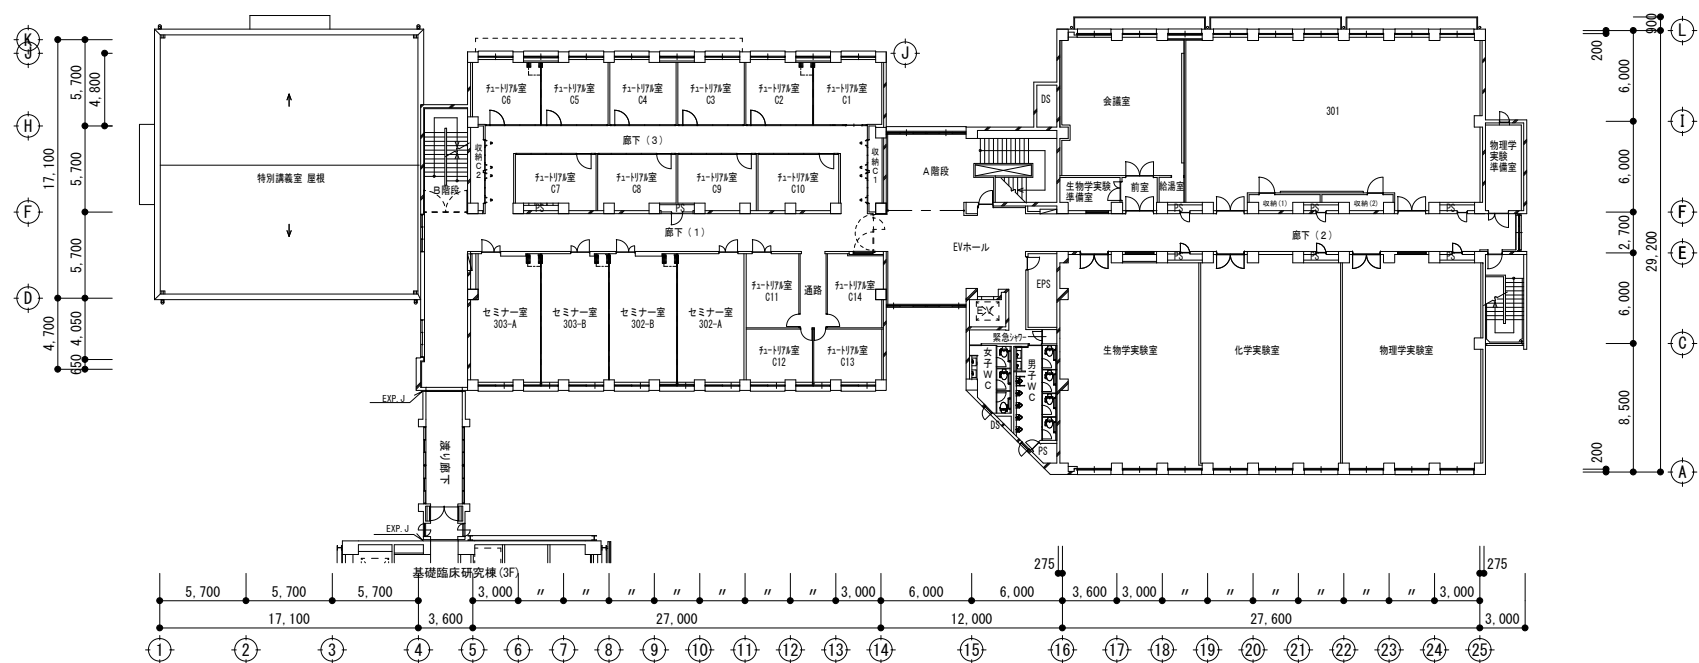 K
J
H
F
D
5,700
4,800
5,700
5,700
17,100
4,700
4,050
650
J
L
Ｉ
F
E
C
A
900
200
6,000
6,000
2,700
29,200
6,000
8,500
200
特別講義室 屋根
チュートリアル室
C6
チュートリアル室
C5
チュートリアル室
C4
チュートリアル室
C3
チュートリアル室
C2
チュートリアル室
C1
廊下（3）
収納C2
収納C1
B階段
チュートリアル室
C7
チュートリアル室
C8
チュートリアル室
C9
チュートリアル室
C10
PS
PS
廊下（1）
セミナー室
303-A
セミナー室
303-B
セミナー室
302-B
セミナー室
302-A
チュートリアル室
C11
通路
チュートリアル室
C14
チュートリアル室
C12
チュートリアル室
C13
A階段
EVホール
DS
会議室
301
物理学
実験
準備室
生物学実験
準備室
前室
給湯室
収納(1)
収納(2)
PS
PS
PS
廊下（2）
PS
PS
PS
EPS
EV
緊急シャワー
女子WC
男子WC
DS
PS
生物学実験室
化学実験室
物理学実験室
EXP.J
渡り廊下
EXP.J
基礎臨床研究棟(3F)
275
275
5,700
5,700
5,700
3,000
〃
〃
〃
〃
〃
〃
〃
3,000
6,000
6,000
3,600
3,000
〃
〃
〃
〃
〃
〃
3,000
17,100
3,600
27,000
12,000
27,600
3,000
1
2
3
4
5
6
7
8
9
10
11
12
13
14
15
16
17
18
19
20
21
22
23
24
25